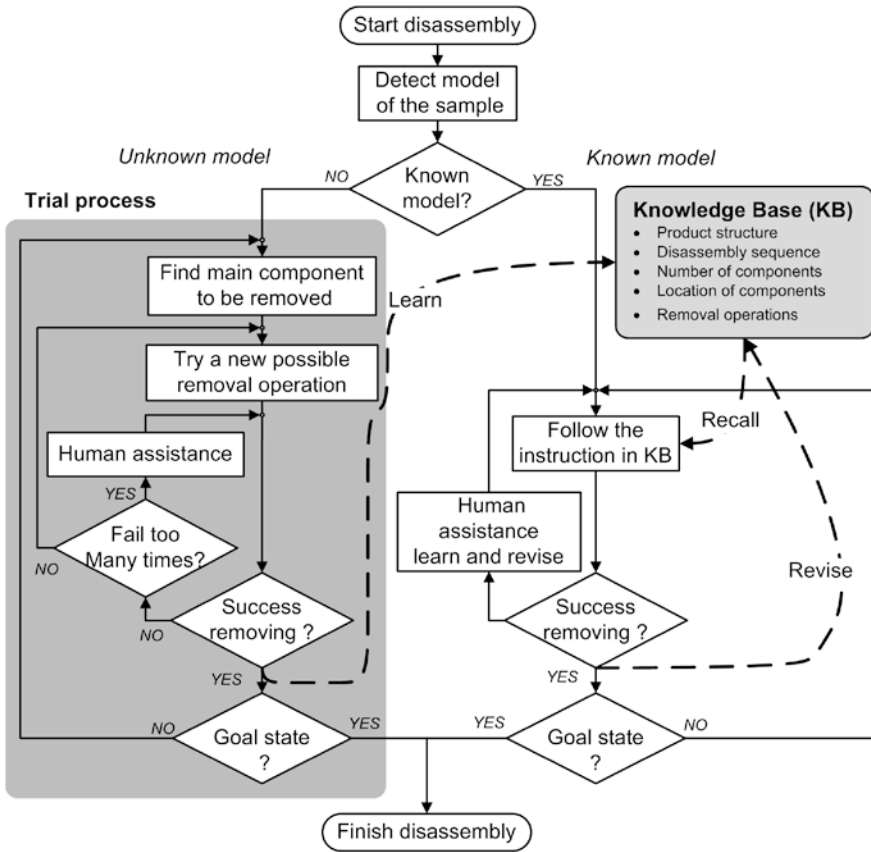 Start disassembly
Detect model
of the sample
Unknown model
Known model
NO
Known
model?
YES
Trial process
Knowledge Base (KB)
• Product structure
• Disassembly sequence
• Number of components
• Location of components
• Removal operations
Find main component
to be removed
Learn
Try a new possible
removal operation
Recall
Human assistance
Follow the
instruction in KB
YES
Human
assistance
learn and revise
Fail too
Many times?
NO
Revise
Success
removing ?
NO
Success
removing ?
YES
YES
NO
Goal state
?
YES
YES
Goal state
?
NO
Finish disassembly